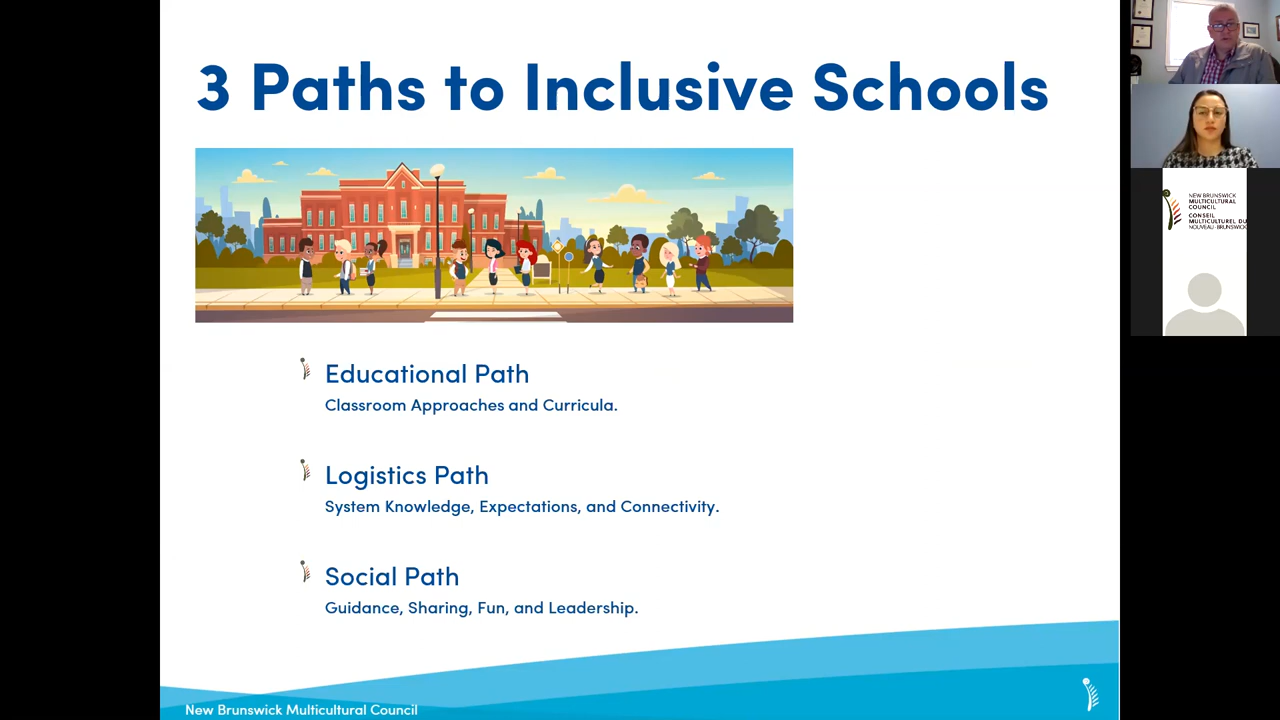 3 Paths to Inclusive Schools
Educational Path
Classroom Approaches and Curricula.
Logistics Path
System Knowledge, Expectations, and Connectivity.
Social Path
Guidance, Sharing, Fun, and Leadership.
New Brunswick Multicultural Council
NEW BRUNSWICK
MULTICULTURAL
COUNCIL
CONSEIL
MULTICULTUREL DU
NOUVEAU-BRUNSWICK